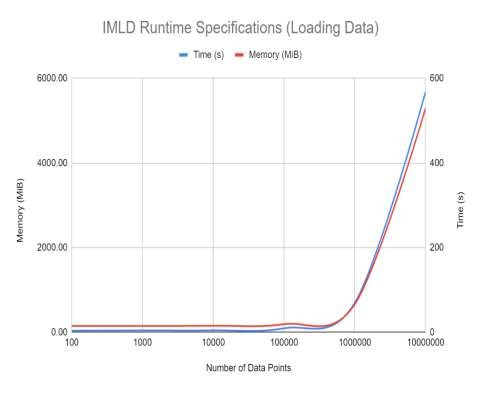 IMLD Runtime Specifications (Loading Data)
Time (s) Memory (MiB)
6000.00 600
4000.00 400
2000.00 200
0.00 0
Memory (MiB)
Time (s)
100 1000 10000 100000 1000000 10000000
Number of Data Points